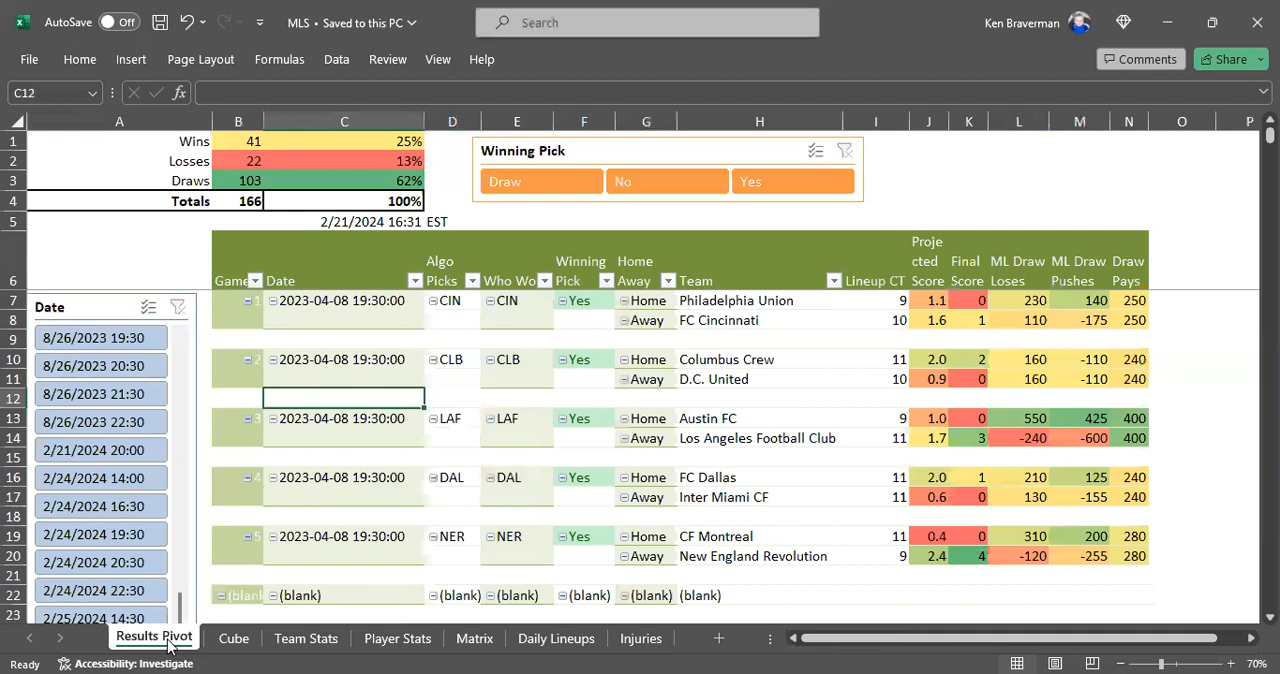 AutoSave Off MLS • Saved to this PC Search Ken Braverman
File Home Insert Page Layout Formulas Data Review View Help Comments Share
C12 fx
A B C D E F G H I J K L M N O P
1 Wins 41 25%
2 Losses 22 13%
3 Draws 103 62%
4 Totals 166 100%
Winning Pick
Draw No Yes
5 2/21/2024 16:31 EST
6 Game Date Algo Picks Who Wo Winning Pick Home Away Team Lineup CT Proje cted Score Final Score ML Draw Loses ML Draw Pushes Draw Pays
7 1 2023-04-08 19:30:00 CIN CIN Yes Home Philadelphia Union 9 1.1 0 230 140 250
8 Away FC Cincinnati 10 1.6 1 110 -175 250
9
10 2 2023-04-08 19:30:00 CLB CLB Yes Home Columbus Crew 11 2.0 2 160 -110 240
11 Away D.C. United 10 0.9 0 160 -110 240
12
13 3 2023-04-08 19:30:00 LAF LAF Yes Home Austin FC 9 1.0 0 550 425 400
14 Away Los Angeles Football Club 11 1.7 3 -240 -600 400
15
16 4 2023-04-08 19:30:00 DAL DAL Yes Home FC Dallas 11 2.0 1 210 125 240
17 Away Inter Miami CF 11 0.6 0 130 -155 240
18
19 5 2023-04-08 19:30:00 NER NER Yes Home CF Montreal 11 0.4 0 310 200 280
20 Away New England Revolution 9 2.4 4 -120 -255 280
21
22 (blank (blank) (blank) (blank) (blank) (blank) (blank)
23
Date
8/26/2023 19:30
8/26/2023 20:30
8/26/2023 21:30
8/26/2023 22:30
2/21/2024 20:00
2/24/2024 14:00
2/24/2024 16:30
2/24/2024 19:30
2/24/2024 20:30
2/24/2024 22:30
2/25/2024 14:30
Results Pivot Cube Team Stats Player Stats Matrix Daily Lineups Injuries
Ready Accessibility: Investigate 70%